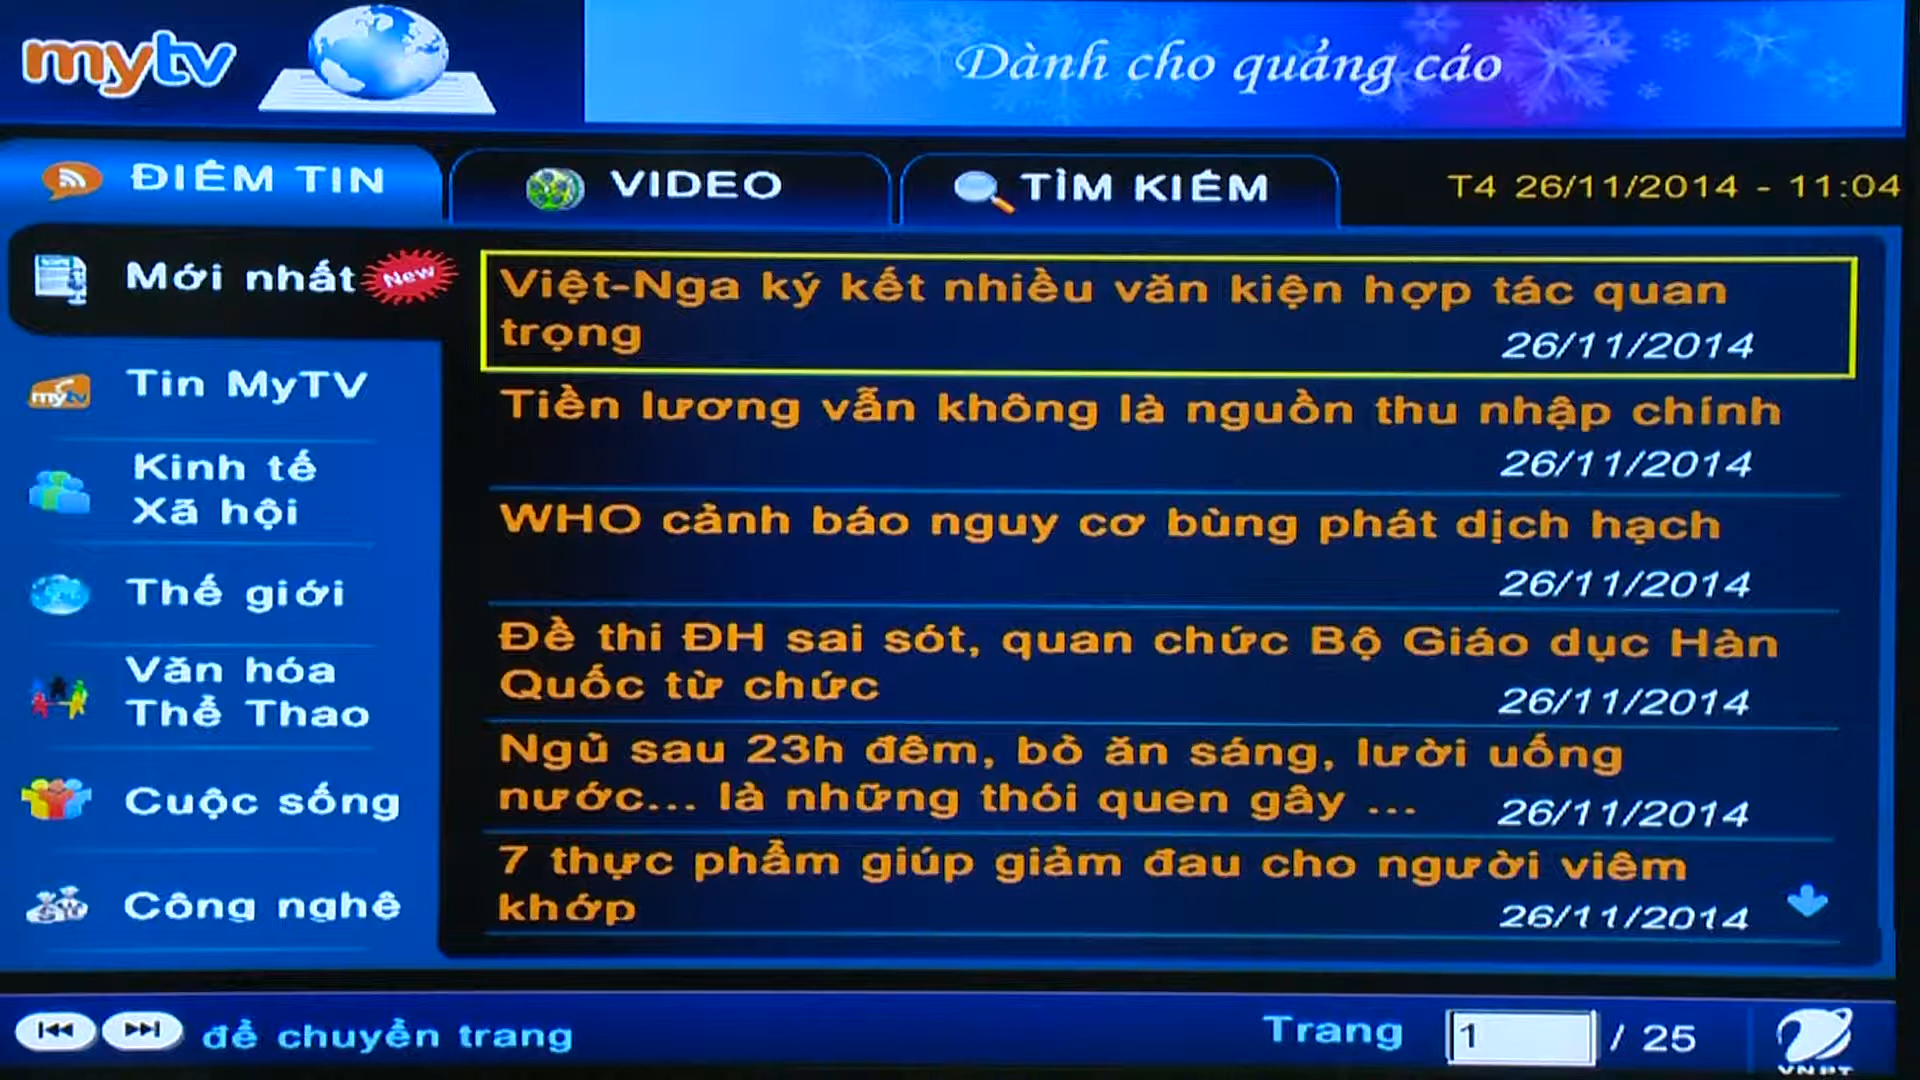 mytv
Dành cho quảng cáo
ĐIỂM TIN
VIDEO
TÌM KIẾM
T4 26/11/2014 - 11:04
Mới nhất
New
Tin MyTV
mytv
Kinh tế
Xã hội
Thế giới
Văn hóa
Thể Thao
Cuộc sống
Công nghệ
Việt-Nga ký kết nhiều văn kiện hợp tác quan
trọng
26/11/2014
Tiền lương vẫn không là nguồn thu nhập chính
26/11/2014
WHO cảnh báo nguy cơ bùng phát dịch hạch
26/11/2014
Đề thi ĐH sai sót, quan chức Bộ Giáo dục Hàn
Quốc từ chức
26/11/2014
Ngủ sau 23h đêm, bỏ ăn sáng, lười uống
nước... là những thói quen gây ...
26/11/2014
7 thực phẩm giúp giảm đau cho người viêm
khớp
26/11/2014
để chuyển trang
Trang 1 / 25
VNPT